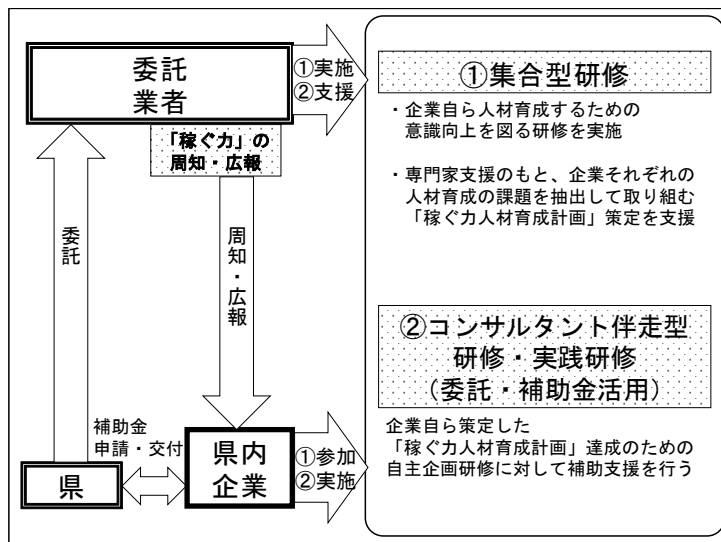 委託
業者
①実施
②支援
「稼ぐ力」の
周知・広報
委託
周知・広報
補助金
申請・交付
県
県内
企業
①参加
②実施
①集合型研修
・企業自ら人材育成するための
意識向上を図る研修を実施
・専門家支援のもと、企業それぞれの
人材育成の課題を抽出して取り組む
「稼ぐ力人材育成計画」策定を支援
②コンサルタント伴走型
研修・実践研修
（委託・補助金活用）
企業自ら策定した
「稼ぐ力人材育成計画」達成のための
自主企画研修に対して補助支援を行う